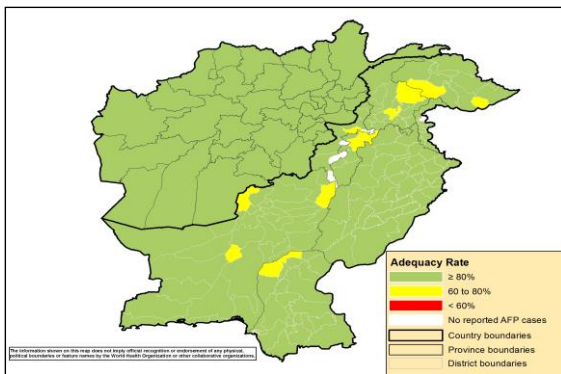 Adequacy Rate
≥ 80%
60 to 80%
< 60%
No reported AFP cases
Country boundaries
Province boundaries
District boundaries
The information shown on this map does not imply official recognition or endorsement of any physical,
political boundaries or feature names by the World Health Organization or other collaborative organizations.